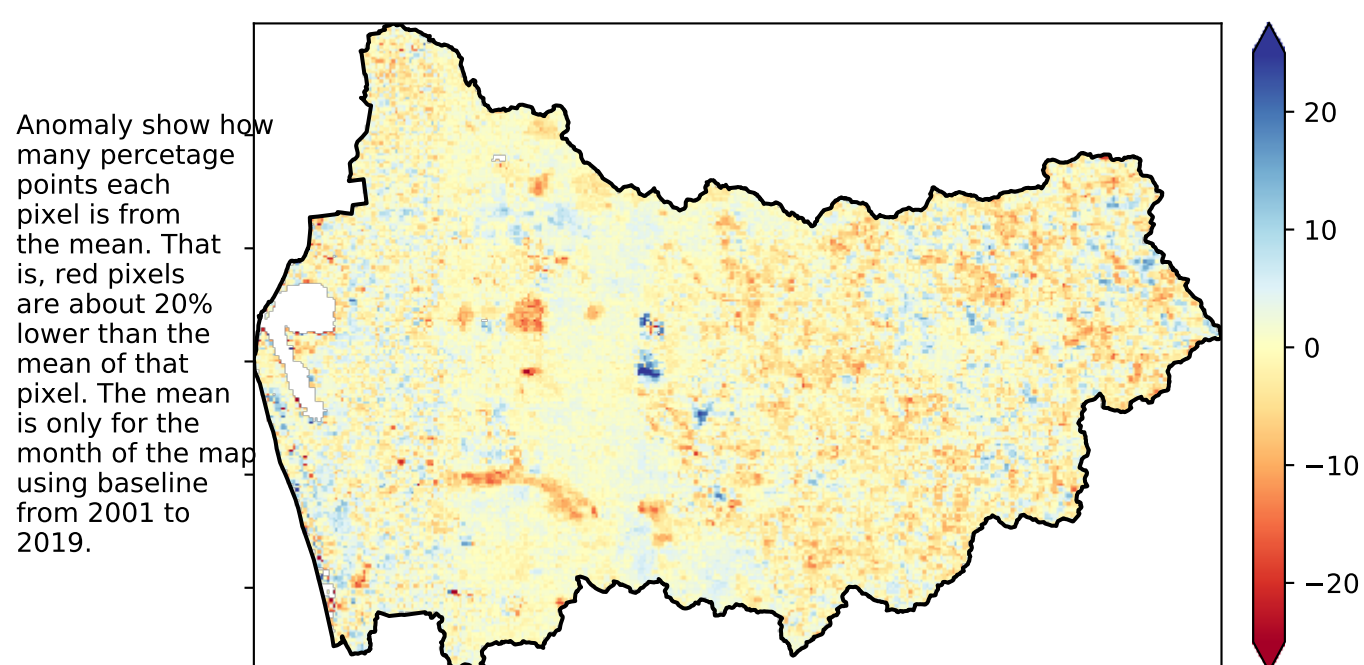 Anomaly show how
many percetage
points each
pixel is from
the mean. That
is, red pixels
are about 20%
lower than the
mean of that
pixel. The mean
is only for the
month of the map
using baseline
from 2001 to
2019.
20
10
0
−10
−20